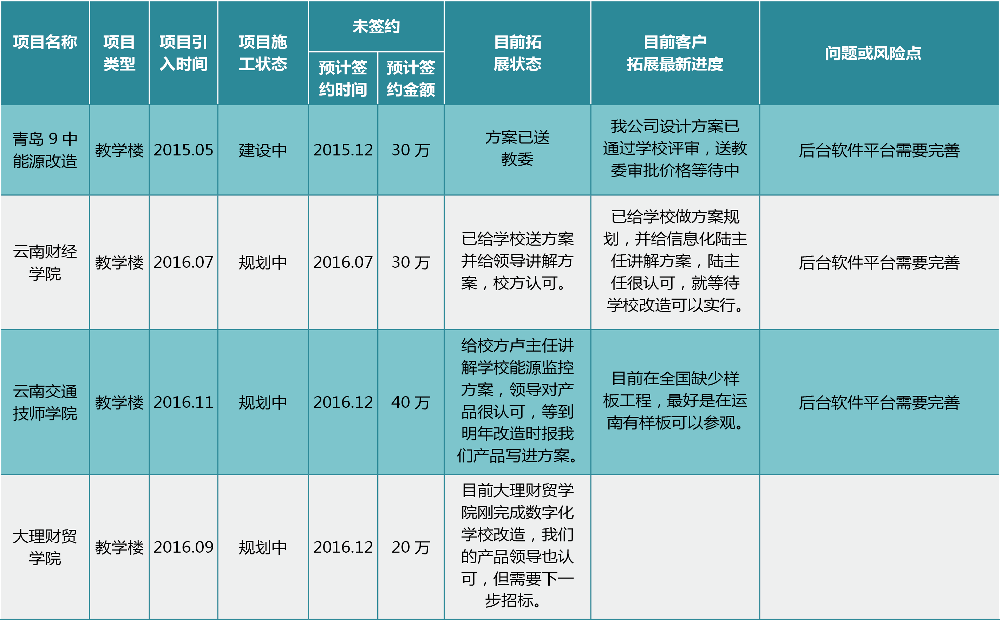 项目名称
项目
类型
项目引
入时间
项目施
工状态
未签约
预计签
约时间
预计签
约金额
目前拓
展状态
目前客户
拓展最新进度
问题或风险点
青岛 9 中
能源改造
教学楼
2015.05
建设中
2015.12
30 万
方案已送
教委
我公司设计方案已
通过学校评审，送教
委审批价格等待中
后台软件平台需要完善
云南财经
学院
教学楼
2016.07
规划中
2016.07
30 万
已给学校送方案
并给领导讲解方
案，校方认可。
已给学校做方案规
划，并给信息化陆主
任讲解方案，陆主
任很认可，就等待
学校改造可以实行。
后台软件平台需要完善
云南交通
技师学院
教学楼
2016.11
规划中
2016.12
40 万
给校方卢主任讲
解学校能源监控
方案，领导对产
品很认可，等到
明年改造时报我
们产品写进方案。
目前在全国缺少样
板工程，最好是在运
南有样板可以参观。
后台软件平台需要完善
大理财贸
学院
教学楼
2016.09
规划中
2016.12
20 万
目前大理财贸学
院刚完成数字化
学校改造，我们
的产品领导也认
可，但需要下一
步招标。